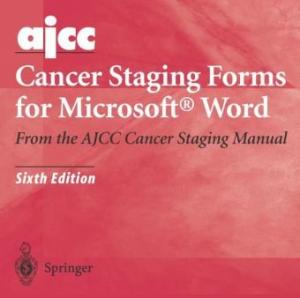 ajcc
Cancer Staging Forms
for Microsoft® Word
From the AJCC Cancer Staging Manual
Sixth Edition
Springer